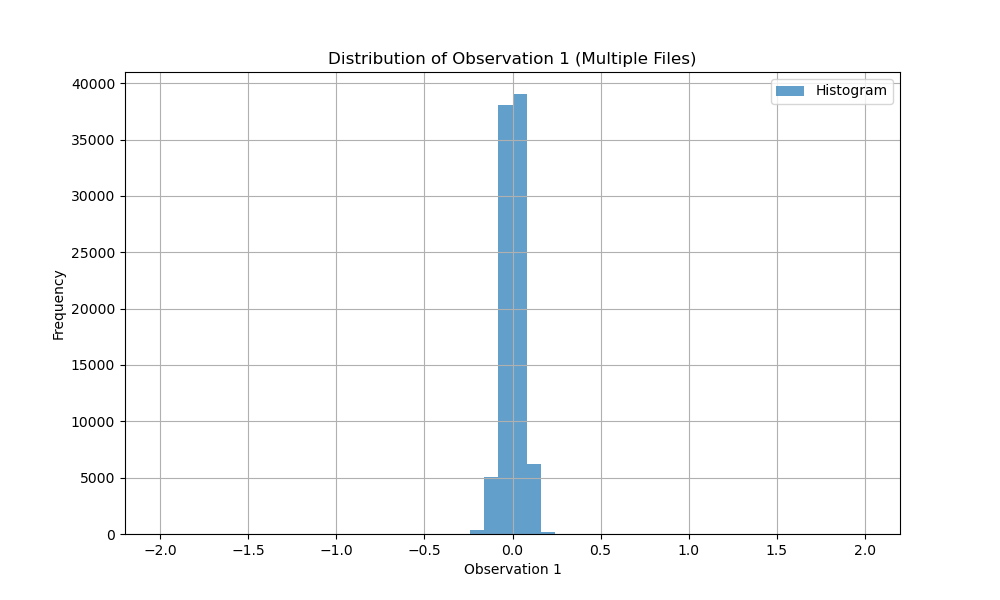 Distribution of Observation 1 (Multiple Files)
Histogram
40000
35000
30000
25000
20000
15000
10000
5000
0
Frequency
−2.0 −1.5 −1.0 −0.5 0.0 0.5 1.0 1.5 2.0
Observation 1